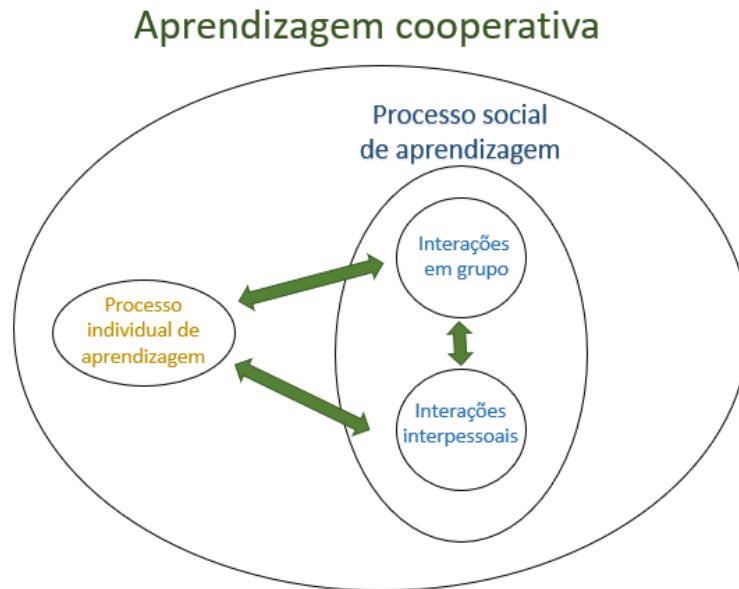 Aprendizagem cooperativa
Processo social
de aprendizagem
Interações
em grupo
Processo
individual de
aprendizagem
Interações
interpessoais